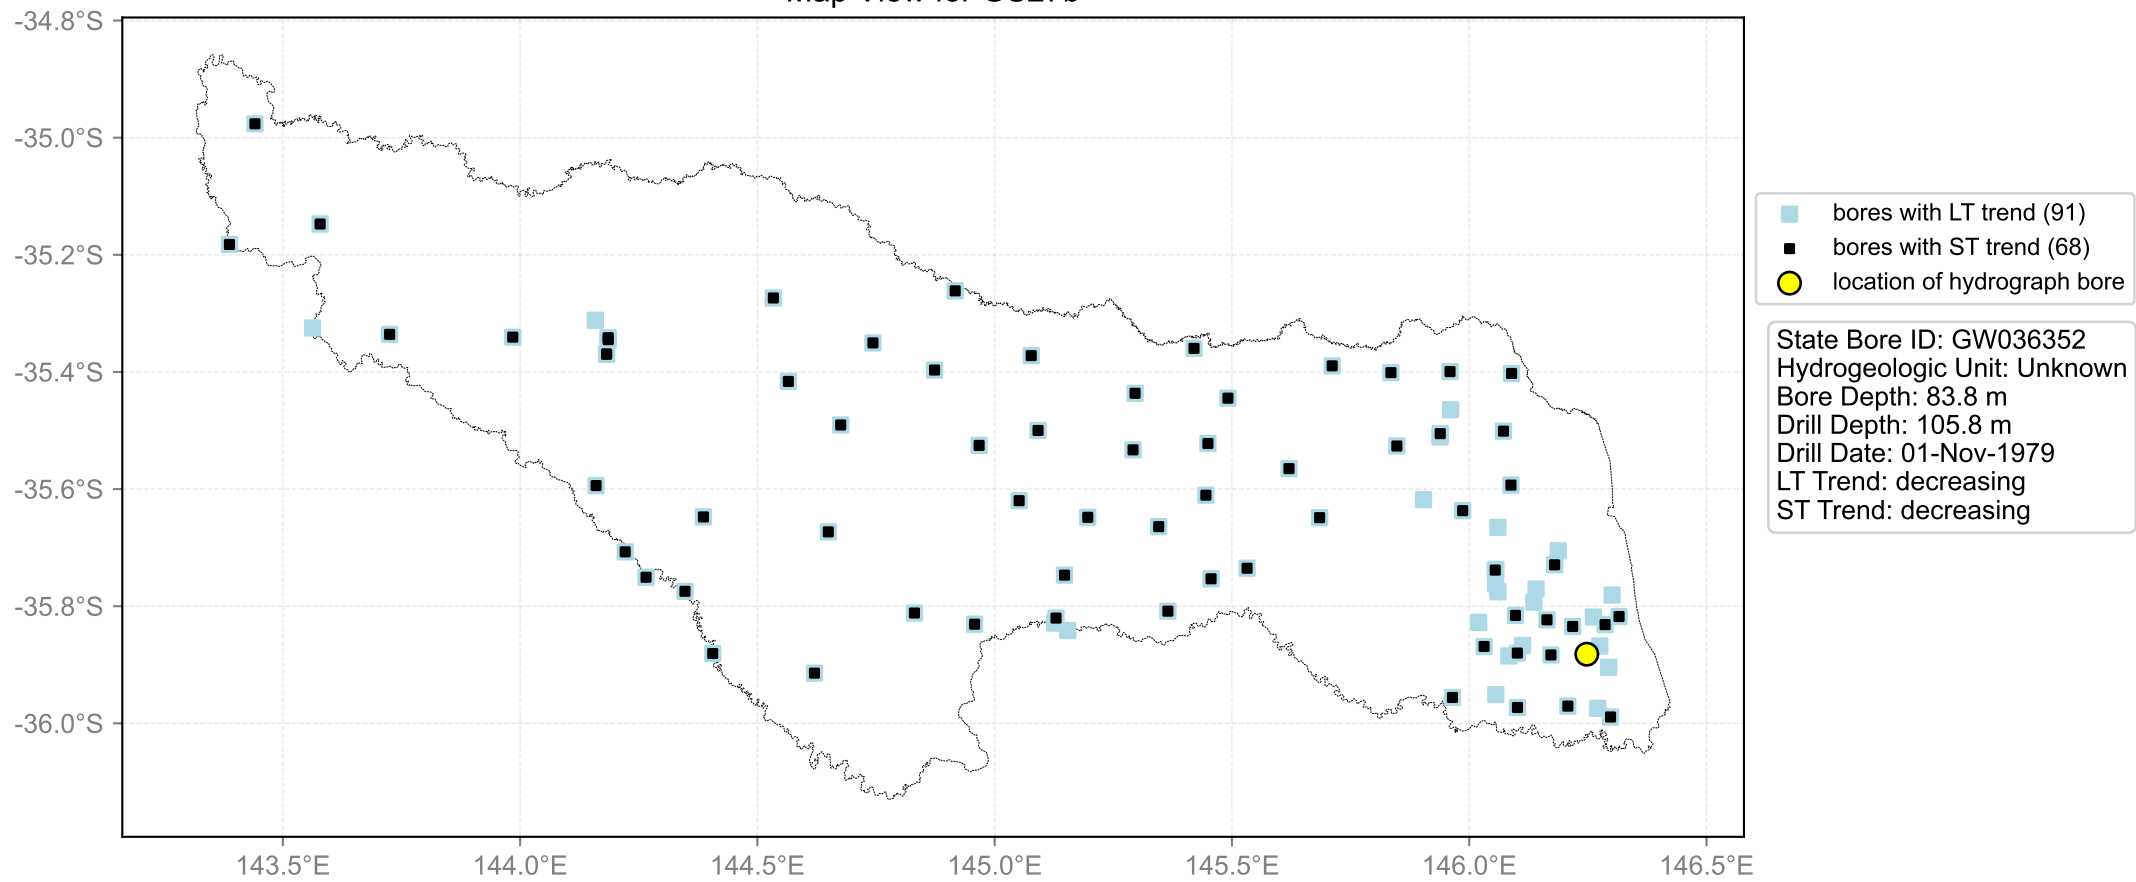 -34.8°S
-35.0°S
-35.2°S
-35.4°S
-35.6°S
-35.8°S
-36.0°S
143.5°E
144.0°E
144.5°E
145.0°E
145.5°E
146.0°E
146.5°E
bores with LT trend (91)
bores with ST trend (68)
location of hydrograph bore
State Bore ID: GW036352
Hydrogeologic Unit: Unknown
Bore Depth: 83.8 m
Drill Depth: 105.8 m
Drill Date: 01-Nov-1979
LT Trend: decreasing
ST Trend: decreasing